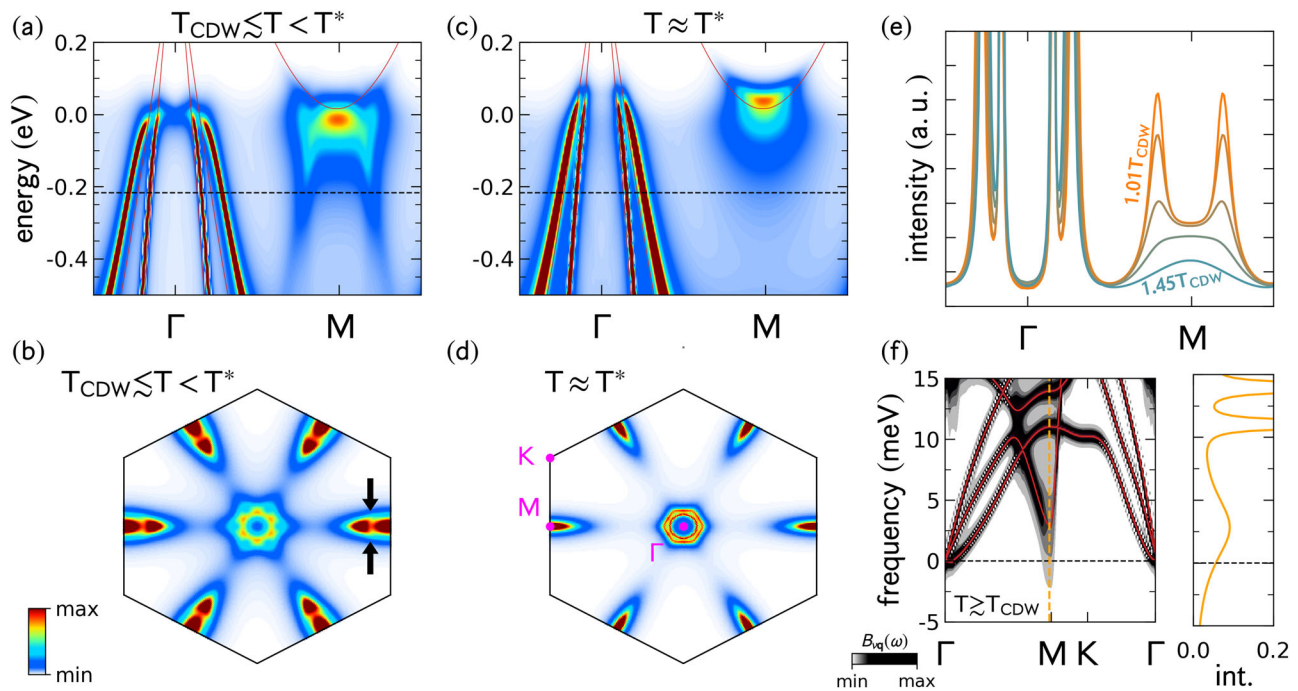 (a) T_CDW ≲ T < T*
(c) T ≈ T*
(e)
0.2
0.0
-0.2
-0.4
energy (eV)
Γ M
0.2
0.0
-0.2
-0.4
Γ M
intensity (a. u.)
1.01T_CDW
1.45T_CDW
Γ M
(b)
T_CDW ≲ T < T*
max
min
(d)
T ≈ T*
K
M
Γ
(f)
15
10
5
0
-5
frequency (meV)
T ≳ T_CDW
Γ M K Γ
B_νq(ω)
min max
0.0 0.2
int.